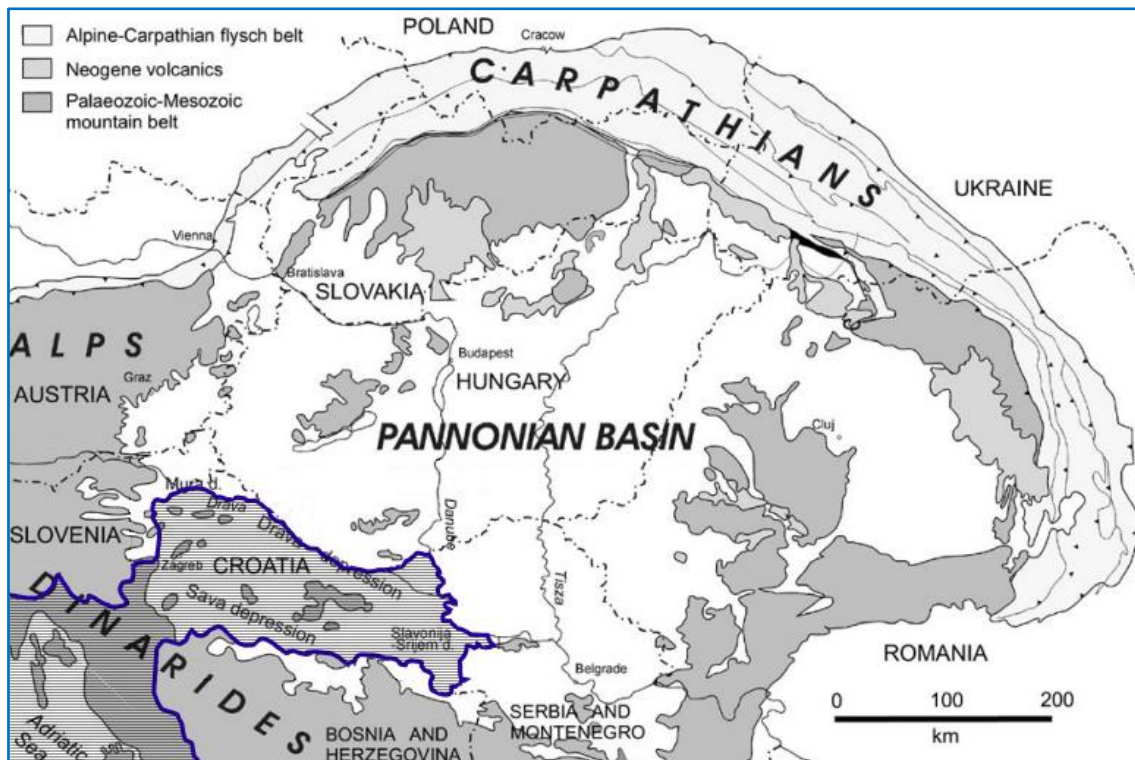 Alpine-Carpathian flysch belt
Neogene volcanics
Palaeozoic-Mesozoic
mountain belt
POLAND
Cracow
CARPATHIANS
UKRAINE
Vienna
Bratislava
SLOVAKIA
ALPS
AUSTRIA
Graz
Budapest
HUNGARY
PANNONIAN BASIN
Cluj
Mura d.
Drava
Drava depression
Danube
Tisza
SLOVENIA
Zagreb
CROATIA
Sava depression
Slavonija
-Srijem d.
Belgrade
ROMANIA
DINARIDES
SERBIA AND
MONTENEGRO
BOSNIA AND
HERZEGOVINA
Adriatic
Sea
0 100 200
km